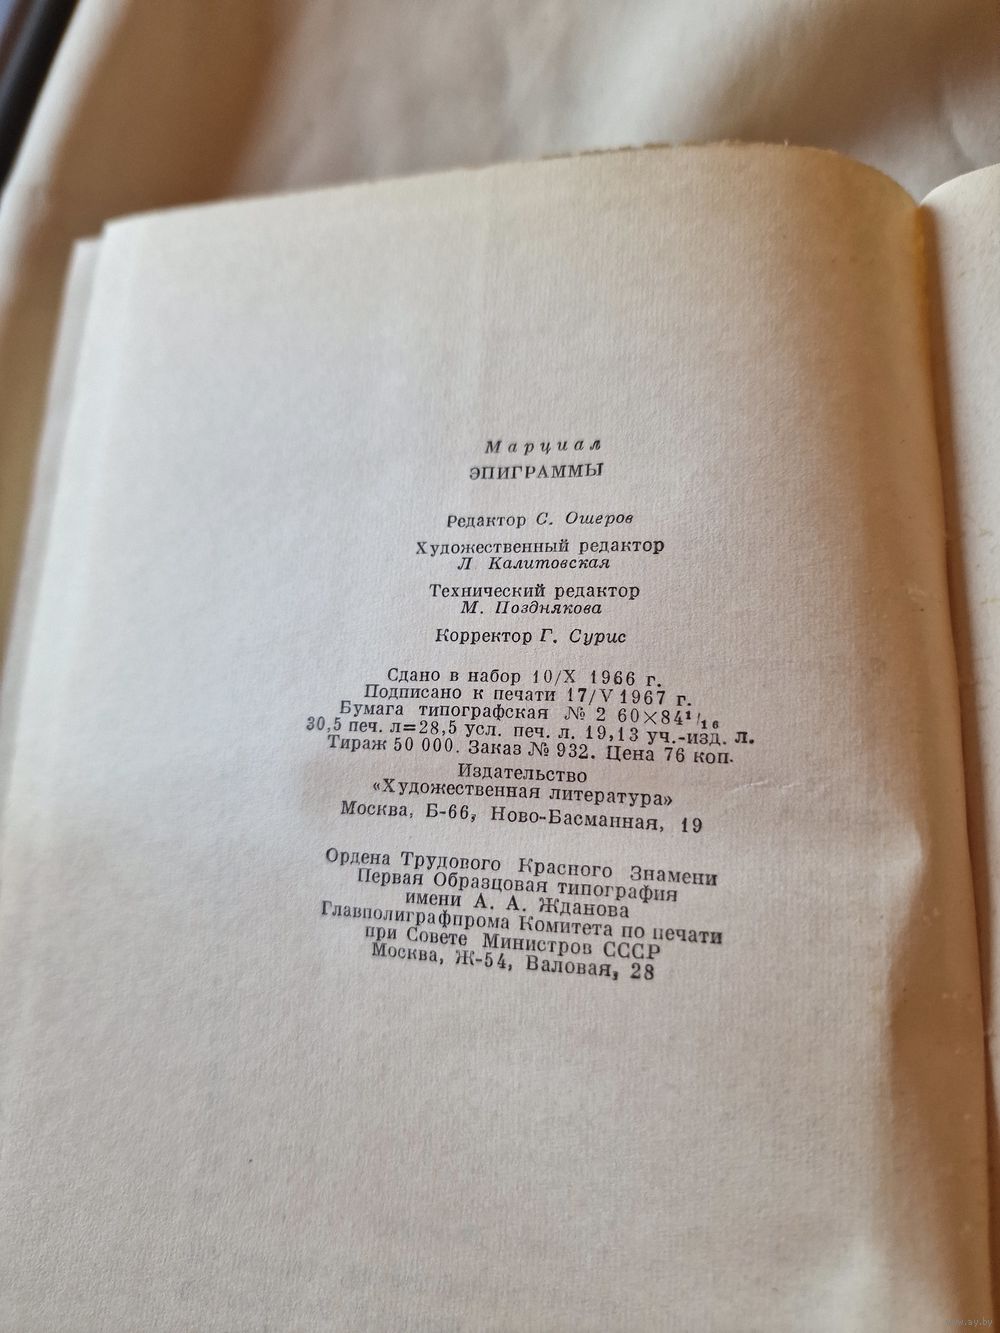 Марциал
ЭПИГРАММЫ
Редактор С. Ошеров
Художественный редактор
Л Калитовская
Технический редактор
М. Позднякова
Корректор Г. Сурис
Сдано в набор 10/X 1966 г.
Подписано к печати 17/V 1967 г.
Бумага типографская № 2 60×84¹/₁₆
30,5 печ. л=28,5 усл. печ. л. 19,13 уч.-изд. л.
Тираж 50 000. Заказ № 932. Цена 76 коп.
Издательство
«Художественная литература»
Москва, Б-66, Ново-Басманная, 19
Ордена Трудового Красного Знамени
Первая Образцовая типография
имени А. А. Жданова
Главполиграфпрома Комитета по печати
при Совете Министров СССР
Москва, Ж-54, Валовая, 28
www.ay.by